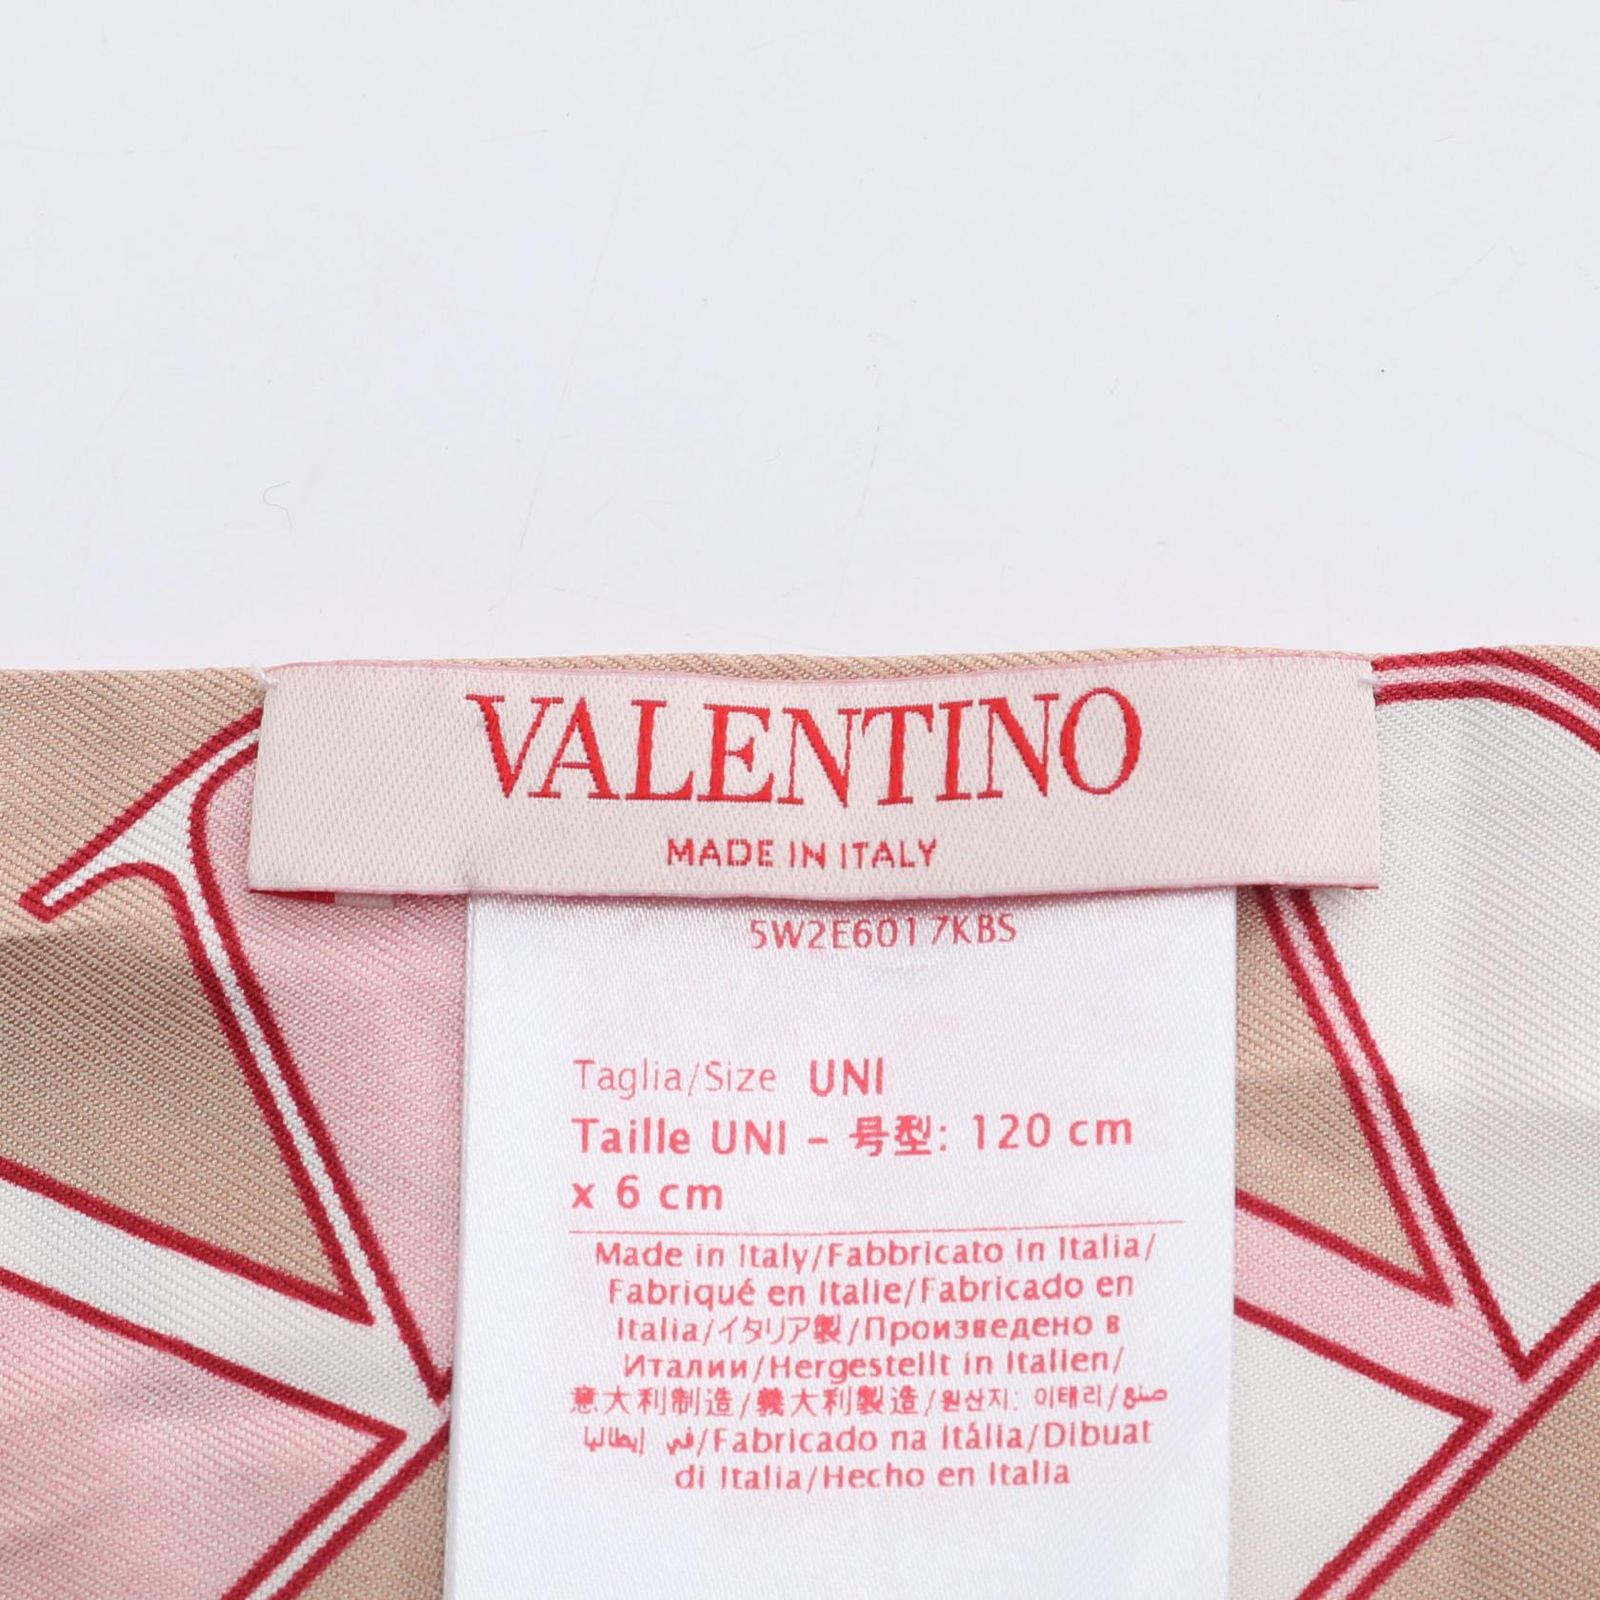 VALENTINO
MADE IN ITALY
5W2E6017KBS
Taglia/Size UNI
Taille UNI - 号型: 120 cm
x 6 cm
Made in Italy/Fabbricato in Italia/
Fabriqué en Italie/Fabricado en
Italia/イタリア製/Произведено в
Италии/Hergestellt in Italien/
意大利制造/義大利製造/원산지: 이태리/صنع
في إيطاليا/Fabricado na Itália/Dibuat
di Italia/Hecho en Italia